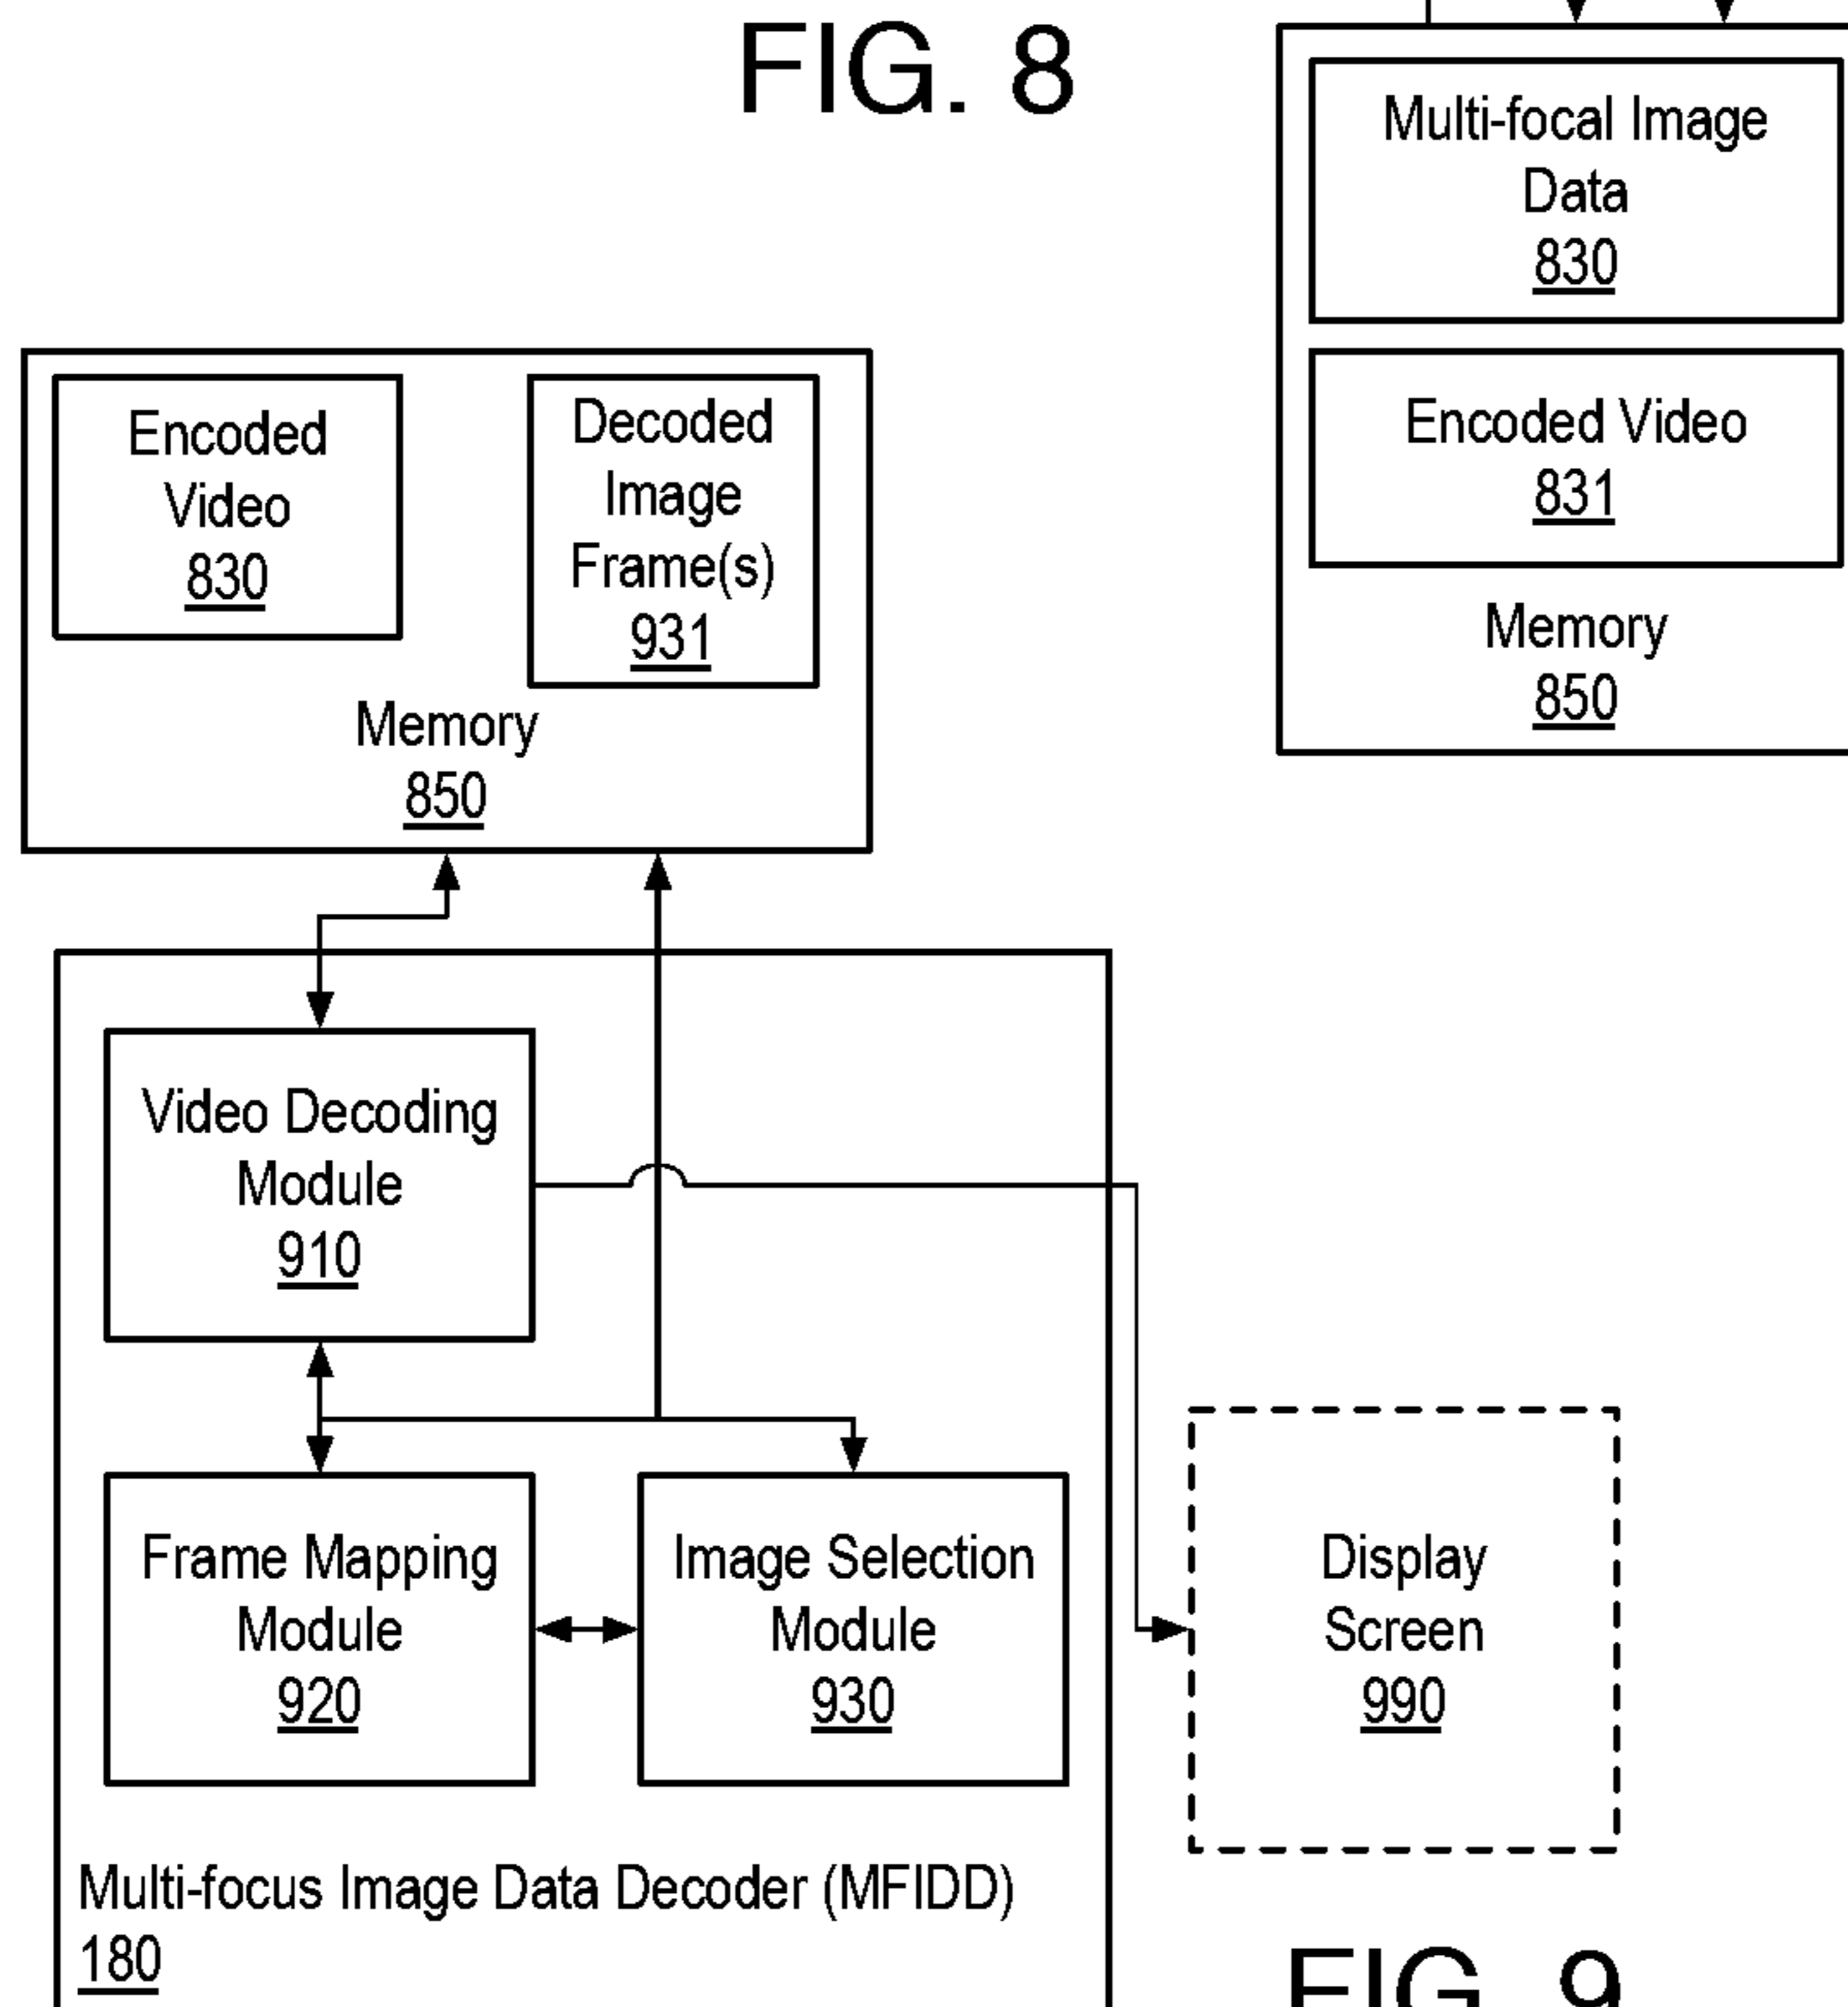 FIG. 8
Multi-focal Image
Data
830
Encoded Video
831
Memory
850
Encoded
Video
830
Decoded
Image
Frame(s)
931
Memory
850
Video Decoding
Module
910
Frame Mapping
Module
920
Image Selection
Module
930
Multi-focus Image Data Decoder (MFIDD)
180
Display
Screen
990
FIG. 9